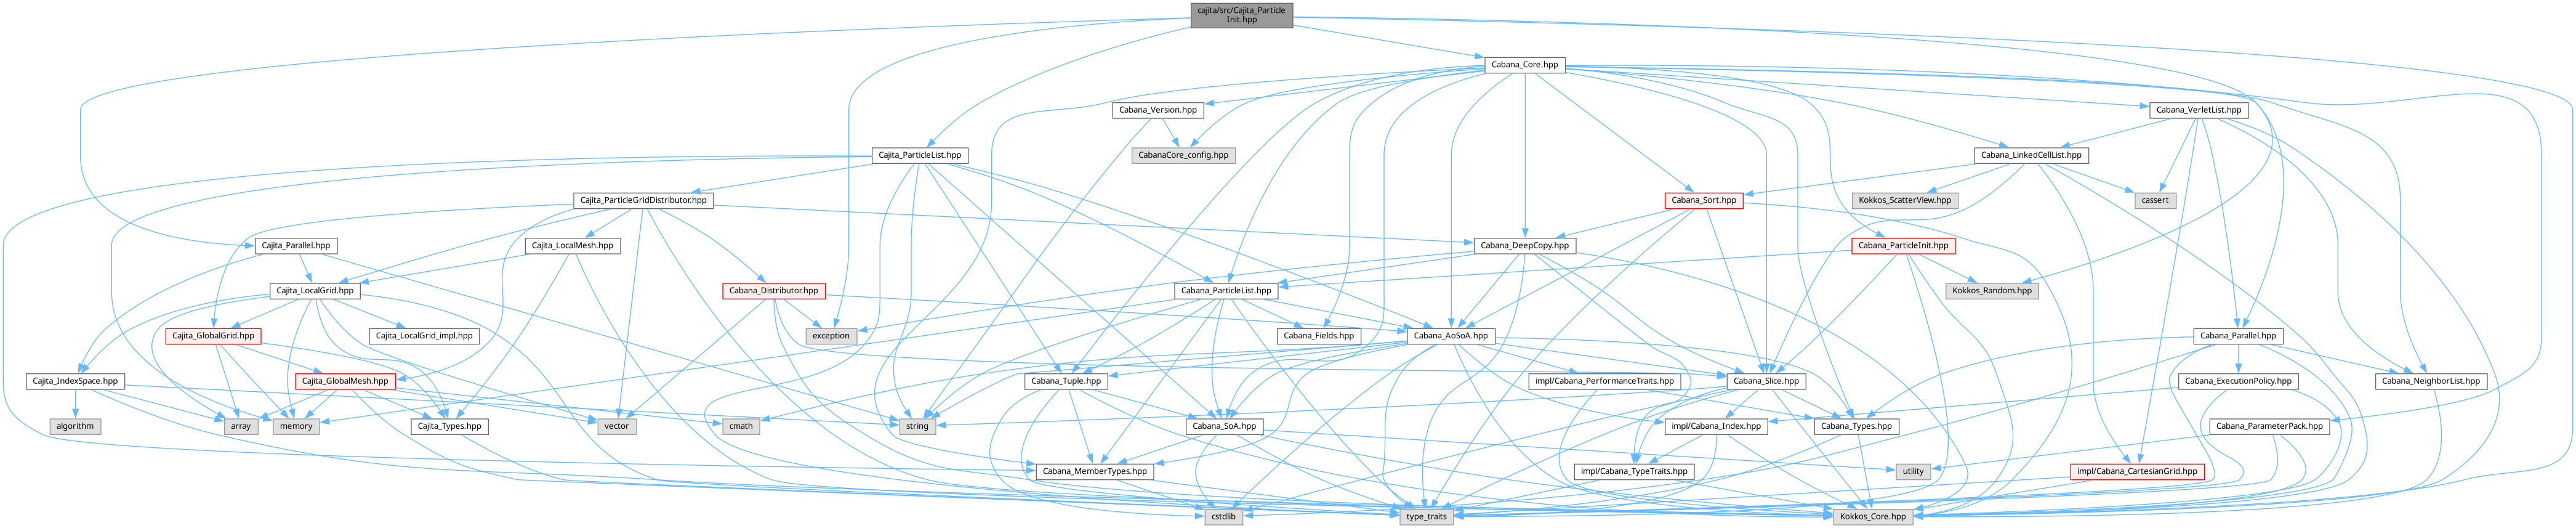 cajita/src/Cajita_Particle
Init.hpp
Cabana_Core.hpp
Cabana_Version.hpp
Cabana_VerletList.hpp
Cajita_ParticleList.hpp
CabanaCore_config.hpp
Cabana_LinkedCellList.hpp
Cajita_ParticleGridDistributor.hpp
Cabana_Sort.hpp
Kokkos_ScatterView.hpp
cassert
Cajita_Parallel.hpp
Cajita_LocalMesh.hpp
Cabana_DeepCopy.hpp
Cabana_ParticleInit.hpp
Cajita_LocalGrid.hpp
Cabana_Distributor.hpp
Cabana_ParticleList.hpp
Kokkos_Random.hpp
Cajita_GlobalGrid.hpp
Cajita_LocalGrid_impl.hpp
exception
Cabana_Fields.hpp
Cabana_AoSoA.hpp
Cabana_Parallel.hpp
Cajita_IndexSpace.hpp
Cajita_GlobalMesh.hpp
Cabana_Tuple.hpp
impl/Cabana_PerformanceTraits.hpp
Cabana_Slice.hpp
Cabana_ExecutionPolicy.hpp
Cabana_NeighborList.hpp
algorithm
array
memory
Cajita_Types.hpp
vector
cmath
string
Cabana_SoA.hpp
impl/Cabana_Index.hpp
Cabana_Types.hpp
Cabana_ParameterPack.hpp
Cabana_MemberTypes.hpp
impl/Cabana_TypeTraits.hpp
utility
impl/Cabana_CartesianGrid.hpp
cstdlib
type_traits
Kokkos_Core.hpp